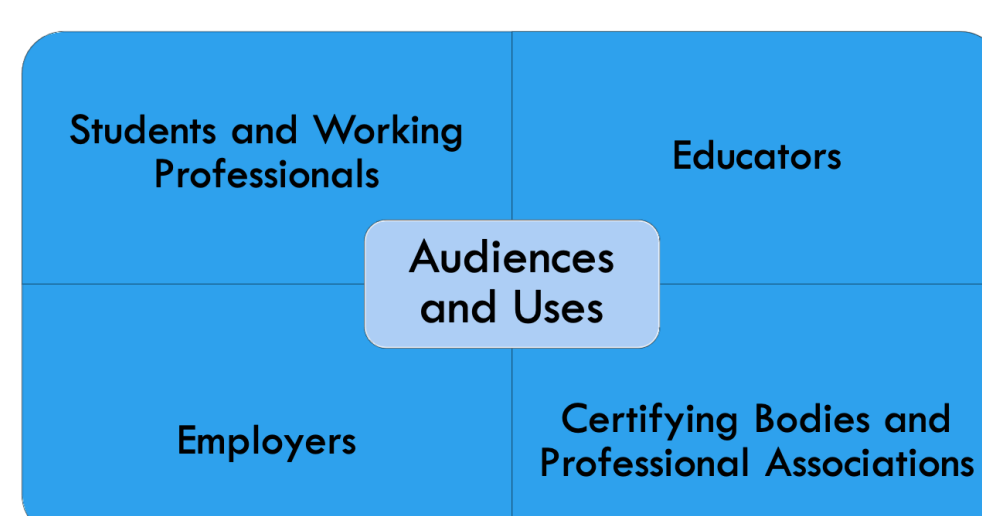 Students and Working
Professionals
Educators
Audiences
and Uses
Employers
Certifying Bodies and
Professional Associations